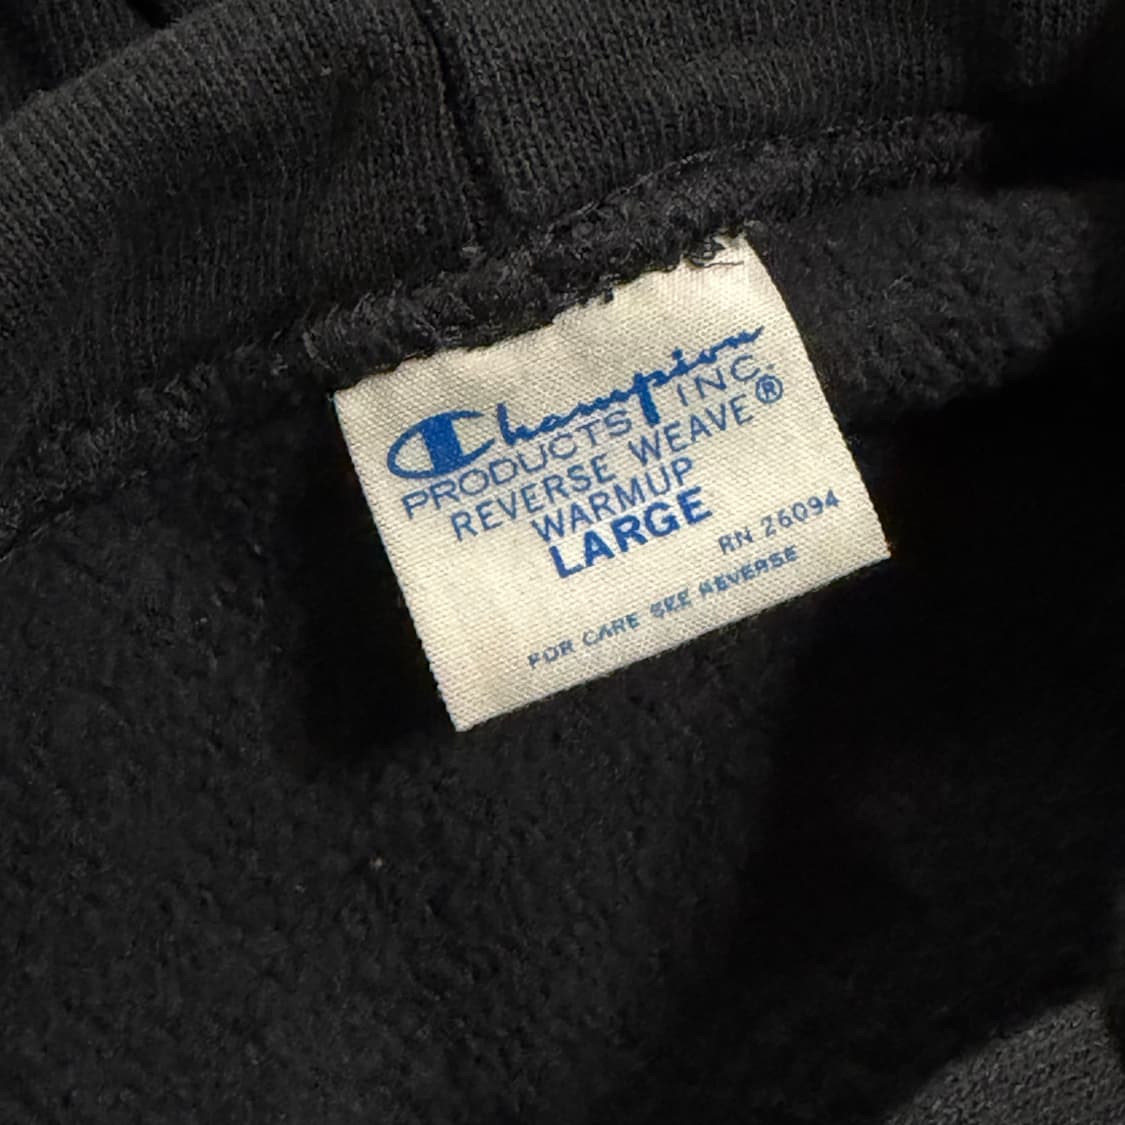 Champion
PRODUCTS INC.
REVERSE WEAVE®
WARMUP
LARGE
RN 26094
FOR CARE SEE REVERSE